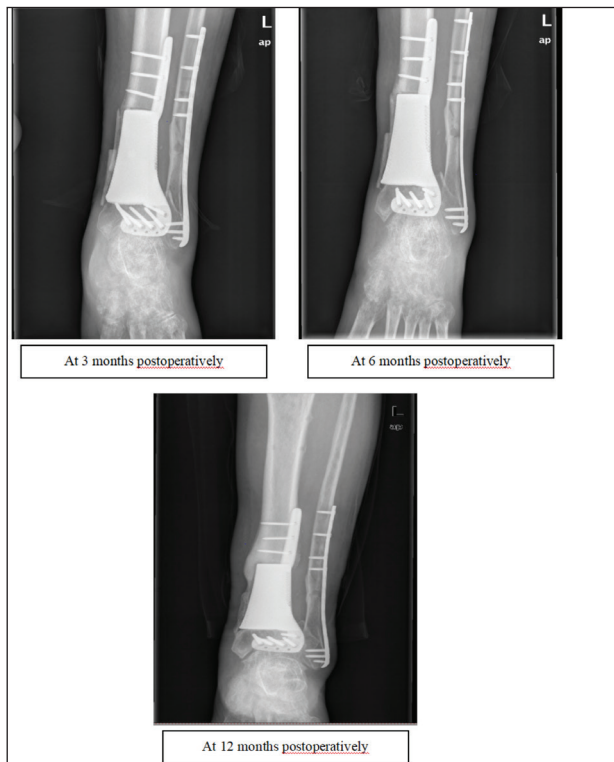 L
ap
L
ap
At 3 months postoperatively
At 6 months postoperatively
L
At 12 months postoperatively